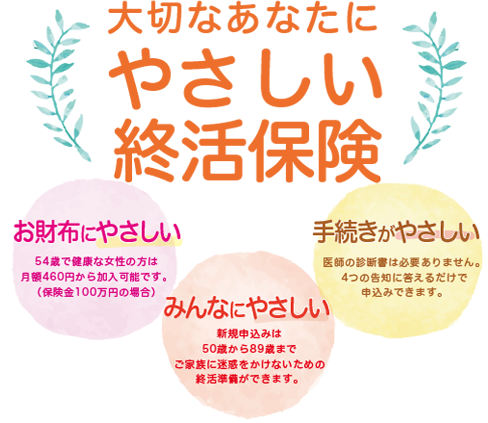 大切なあなたに
やさしい
終活保険
お財布にやさしい
54歳で健康な女性の方は
月額460円から加入可能です。
（保険金100万円の場合）
手続きがやさしい
医師の診断書は必要ありません。
4つの告知に答えるだけで
申込みできます。
みんなにやさしい
新規申込みは
50歳から89歳まで
ご家族に迷惑をかけないための
終活準備ができます。